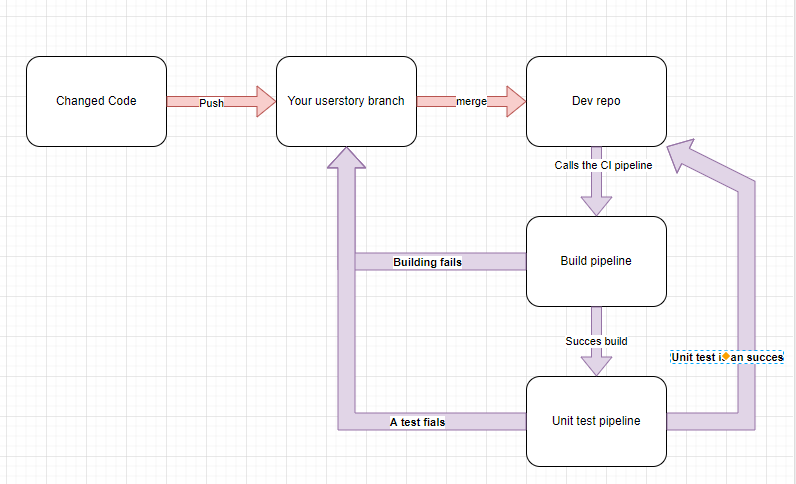 Changed Code
Push
Your userstory branch
merge
Dev repo
Calls the CI pipeline
Building fails
Build pipeline
Succes build
Unit test is an succes
A test fials
Unit test pipeline